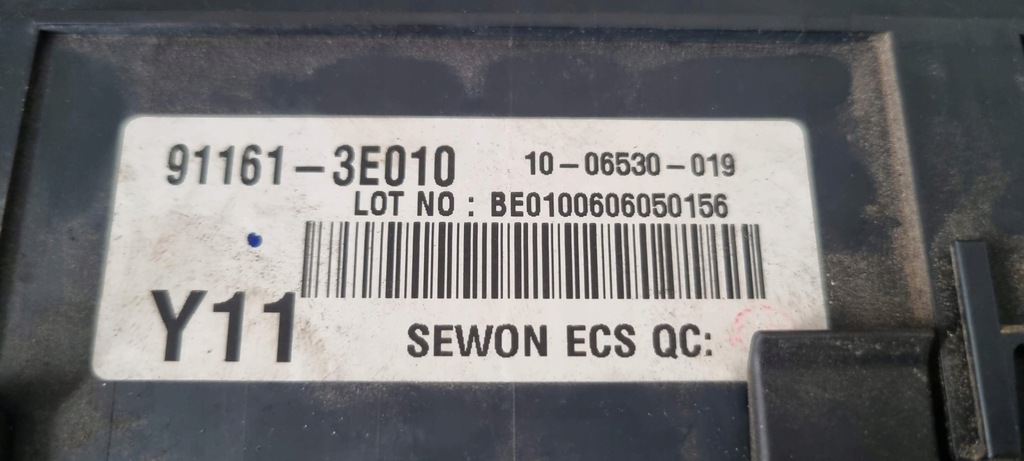 91161-3E010 10-06530-019
LOT NO : BE0100606050156
Y11
SEWON ECS QC: